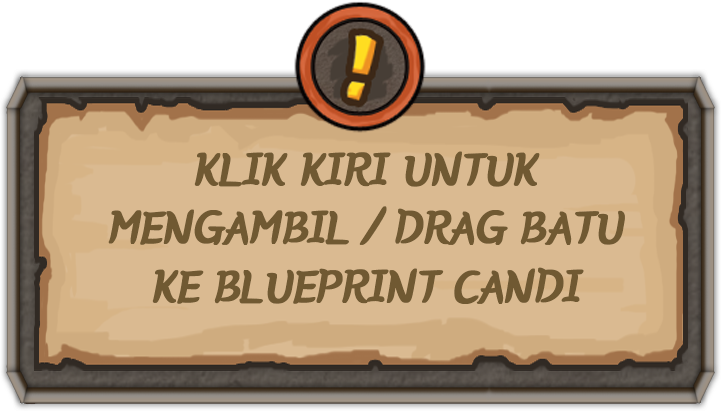 KLIK KIRI UNTUK
MENGAMBIL / DRAG BATU
KE BLUEPRINT CANDI